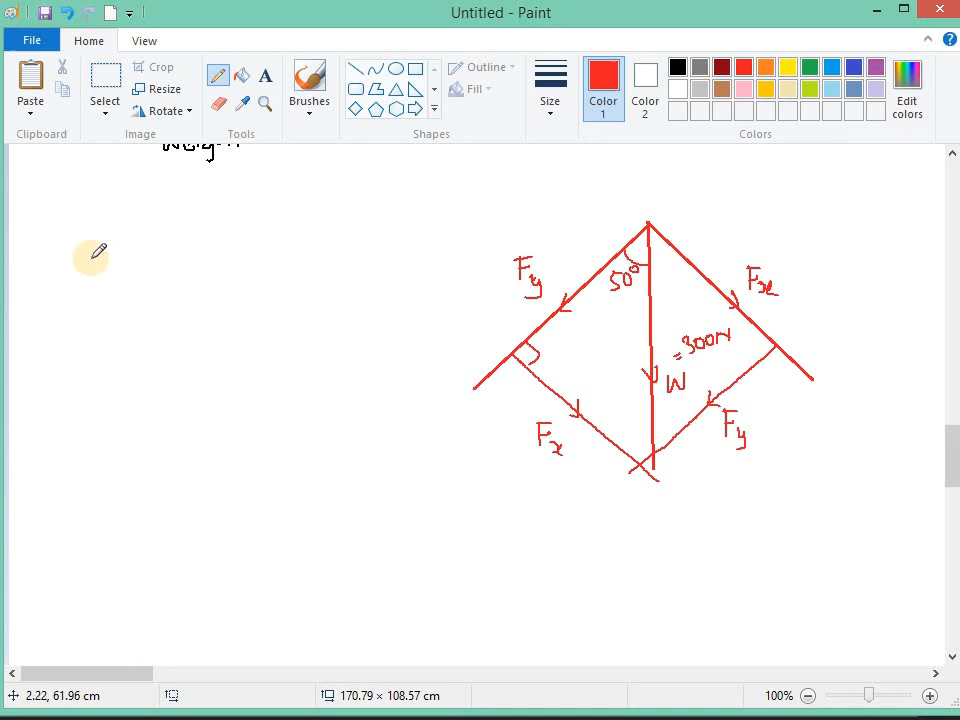 Untitled - Paint
File
Home
View
Paste
Select
Crop
Resize
Rotate
Brushes
Outline
Fill
Size
Color
1
Color
2
Edit
colors
Clipboard
Image
Tools
Shapes
Colors
Weight
Fy
50°
Fx
=300N
W
Fx
Fy
2.22, 61.96 cm
170.79 × 108.57 cm
100%